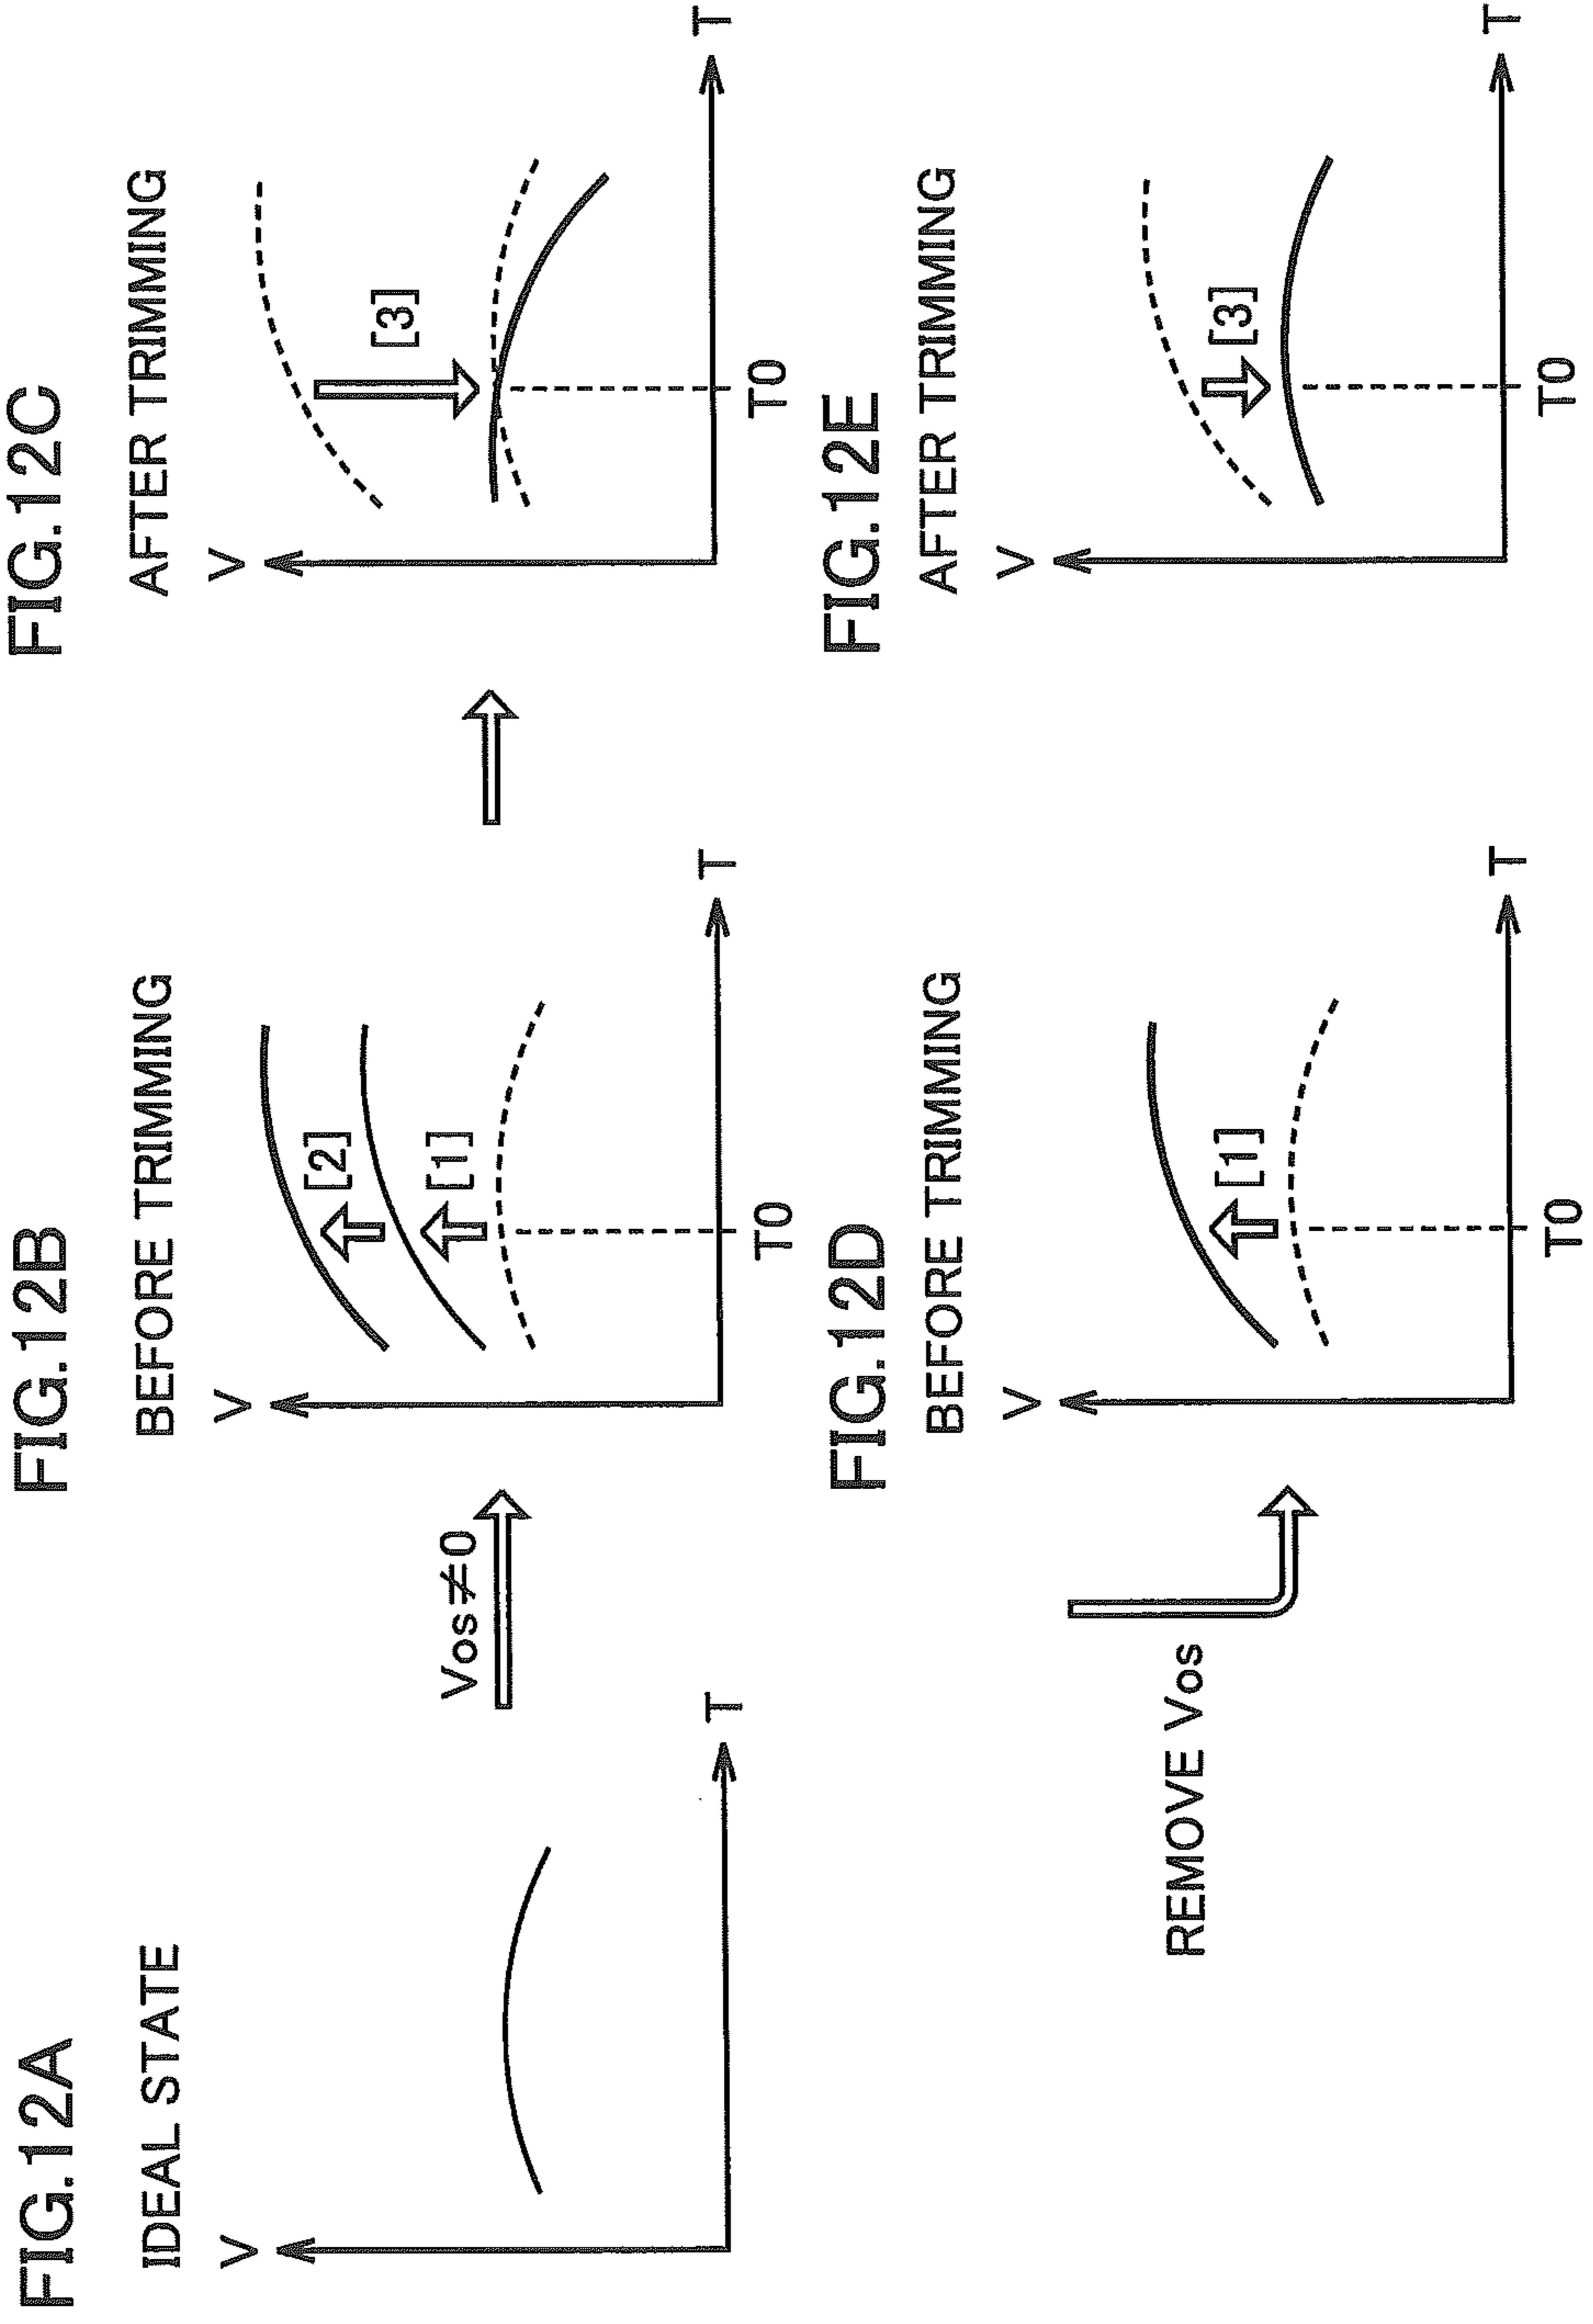 FIG.12A
IDEAL STATE
V
T
Vos≠0
FIG.12B
BEFORE TRIMMING
V
[2]
[1]
T0
T
FIG.12C
AFTER TRIMMING
V
[3]
T0
T
REMOVE Vos
FIG.12D
BEFORE TRIMMING
V
[1]
T0
T
FIG.12E
AFTER TRIMMING
V
[3]
T0
T